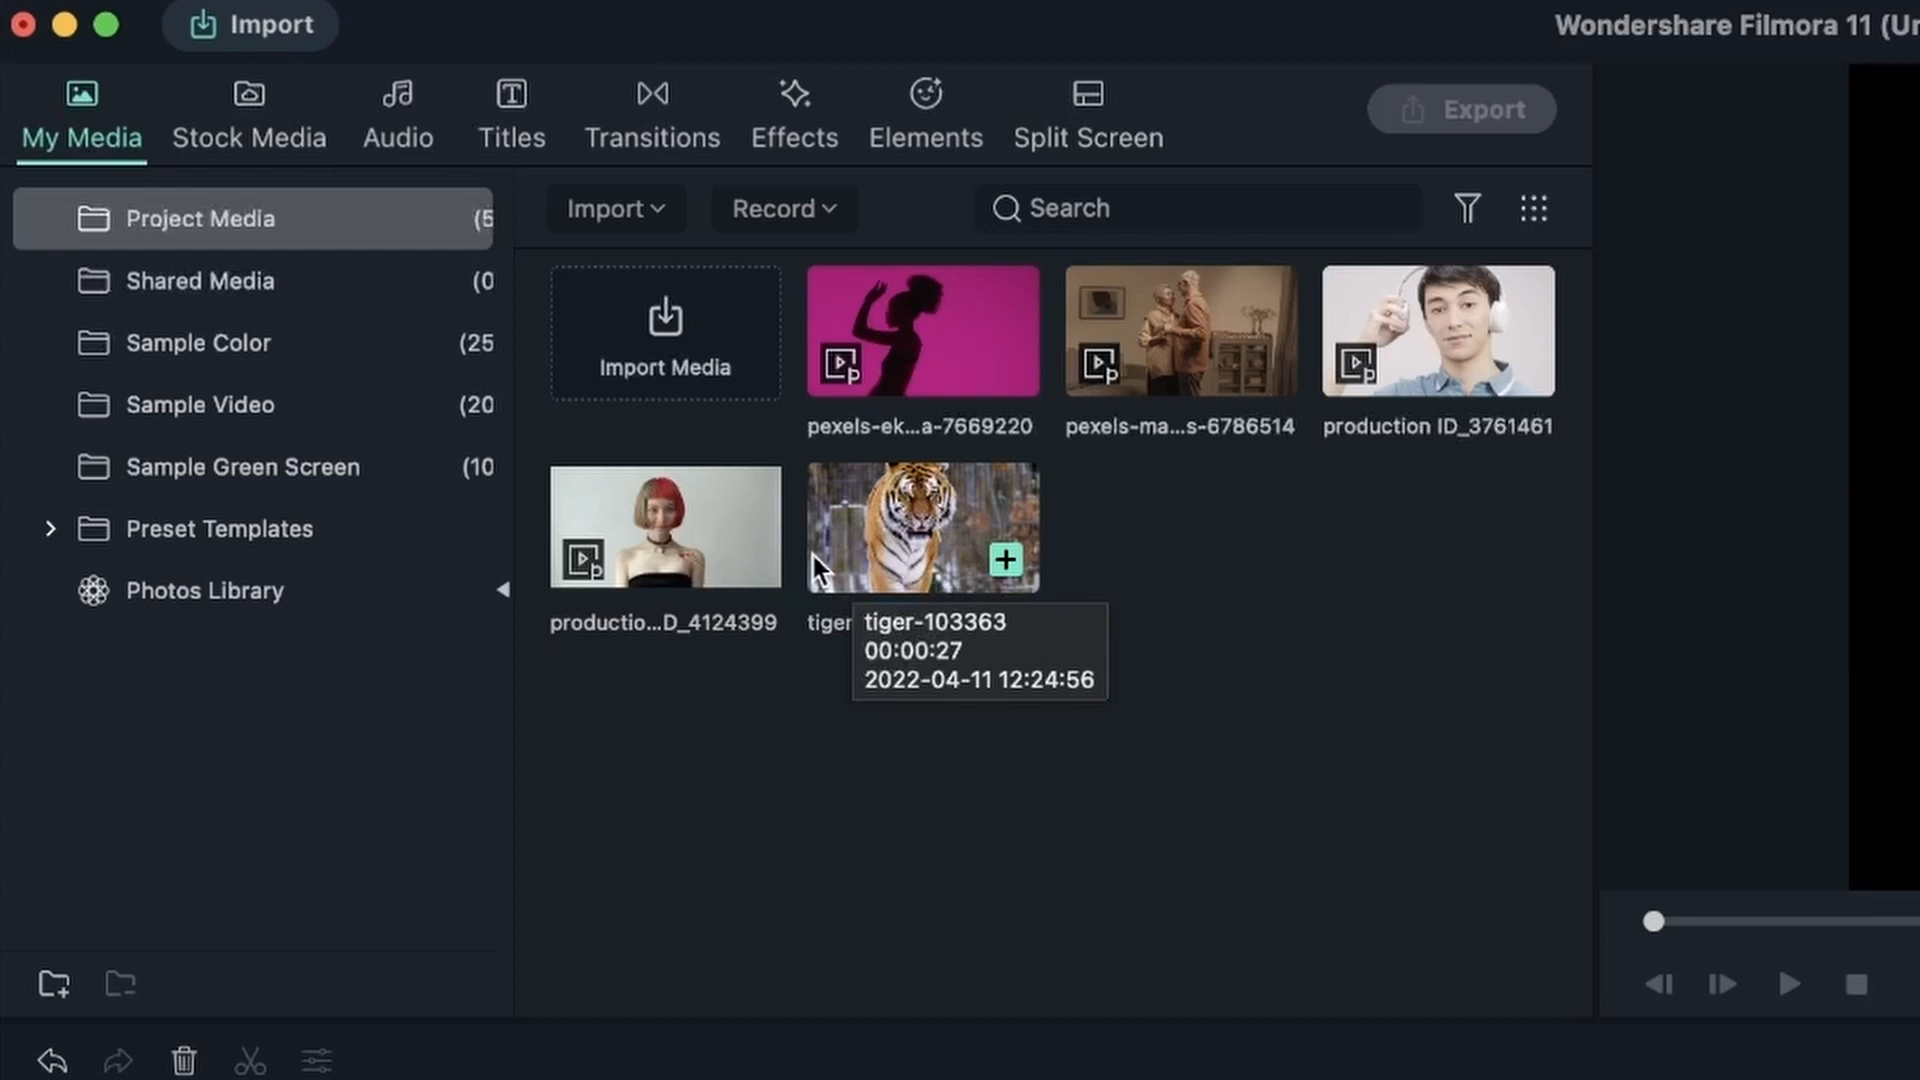 Import
Wondershare Filmora 11 (Ur
My Media
Stock Media
Audio
Titles
Transitions
Effects
Elements
Split Screen
Export
Project Media (5
Shared Media (0
Sample Color (25
Sample Video (20
Sample Green Screen (10
Preset Templates
Photos Library
Import
Record
Search
Import Media
pexels-ek...a-7669220
pexels-ma...s-6786514
production ID_3761461
productio...D_4124399
tiger
tiger-103363
00:00:27
2022-04-11 12:24:56